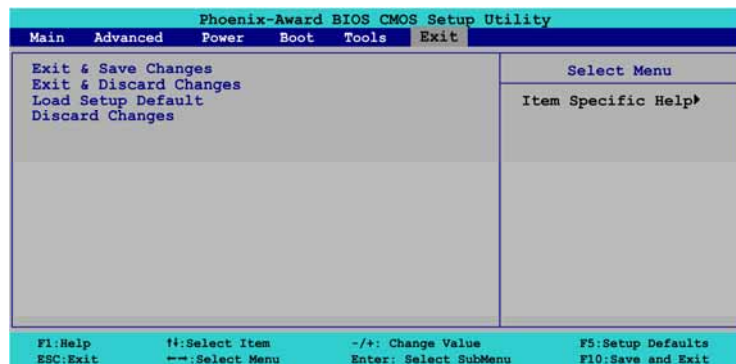 Phoenix-Award BIOS CMOS Setup Utility
Main Advanced Power Boot Tools Exit
Exit & Save Changes
Exit & Discard Changes
Load Setup Default
Discard Changes
Select Menu
Item Specific Help▶
F1:Help ↑↓:Select Item -/+: Change Value F5:Setup Defaults
ESC:Exit ←→:Select Menu Enter: Select SubMenu F10:Save and Exit